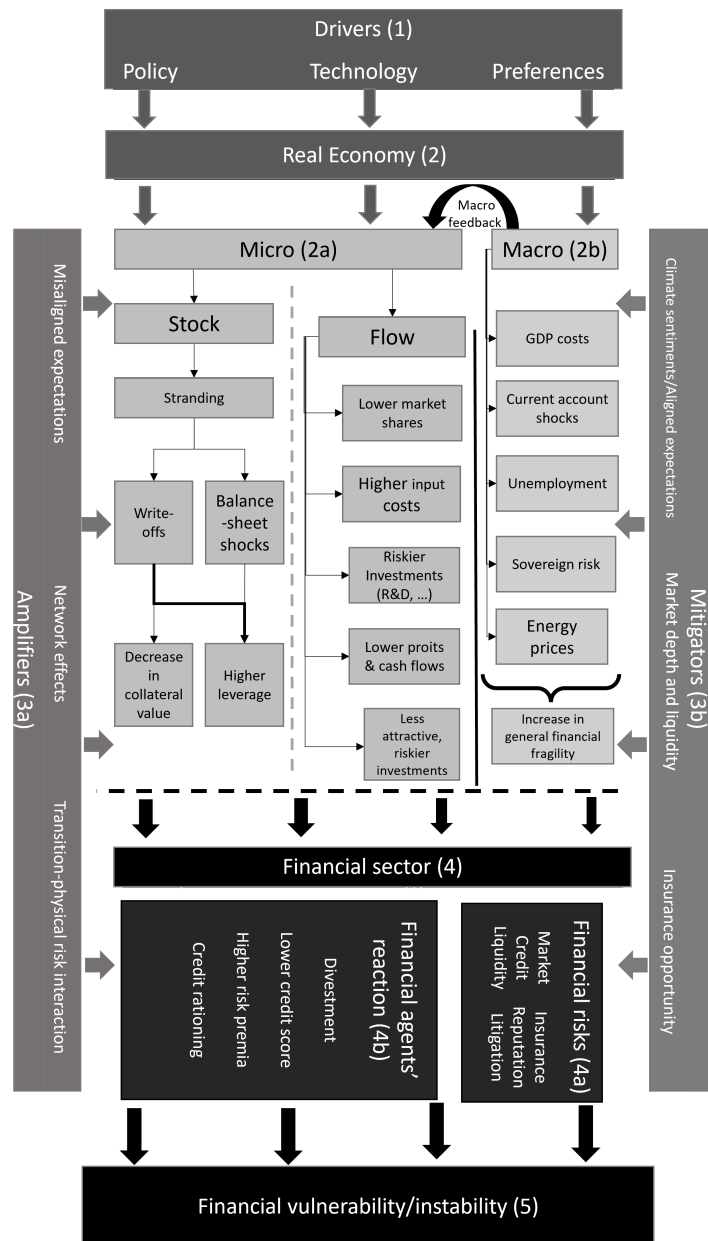 Drivers (1)
Policy
Technology
Preferences
Real Economy (2)
Macro
feedback
Micro (2a)
Macro (2b)
Stock
Flow
Stranding
Write-
offs
Balance
-sheet
shocks
Decrease
in
collateral
value
Higher
leverage
Lower market
shares
Higher input
costs
Riskier
Investments
(R&D, ...)
Lower proits
& cash flows
Less
attractive,
riskier
investments
GDP costs
Current account
shocks
Unemployment
Sovereign risk
Energy
prices
Increase in
general financial
fragility
Amplifiers (3a)
Misaligned expectations
Network effects
Transition-physical risk interaction
Mitigators (3b)
Climate sentiments/Aligned expectations
Market depth and liquidity
Insurance opportunity
Financial sector (4)
Financial agents’
reaction (4b)
Divestment
Lower credit score
Higher risk premia
Credit rationing
Financial risks (4a)
Market
Credit
Liquidity
Insurance
Reputation
Litigation
Financial vulnerability/instability (5)